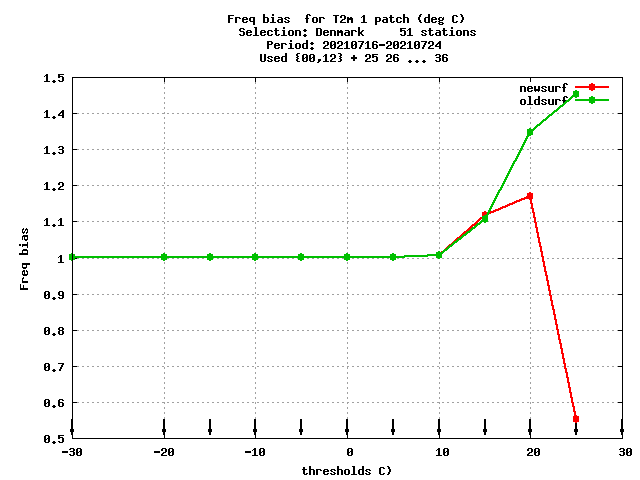 Freq bias  for T2m 1 patch (deg C)
Selection: Denmark     51 stations
Period: 20210716-20210724
Used {00,12} + 25 26 ... 36
newsurf
oldsurf
1.5
1.4
1.3
1.2
1.1
1
0.9
0.8
0.7
0.6
0.5
Freq bias
-30
-20
-10
0
10
20
30
thresholds C)